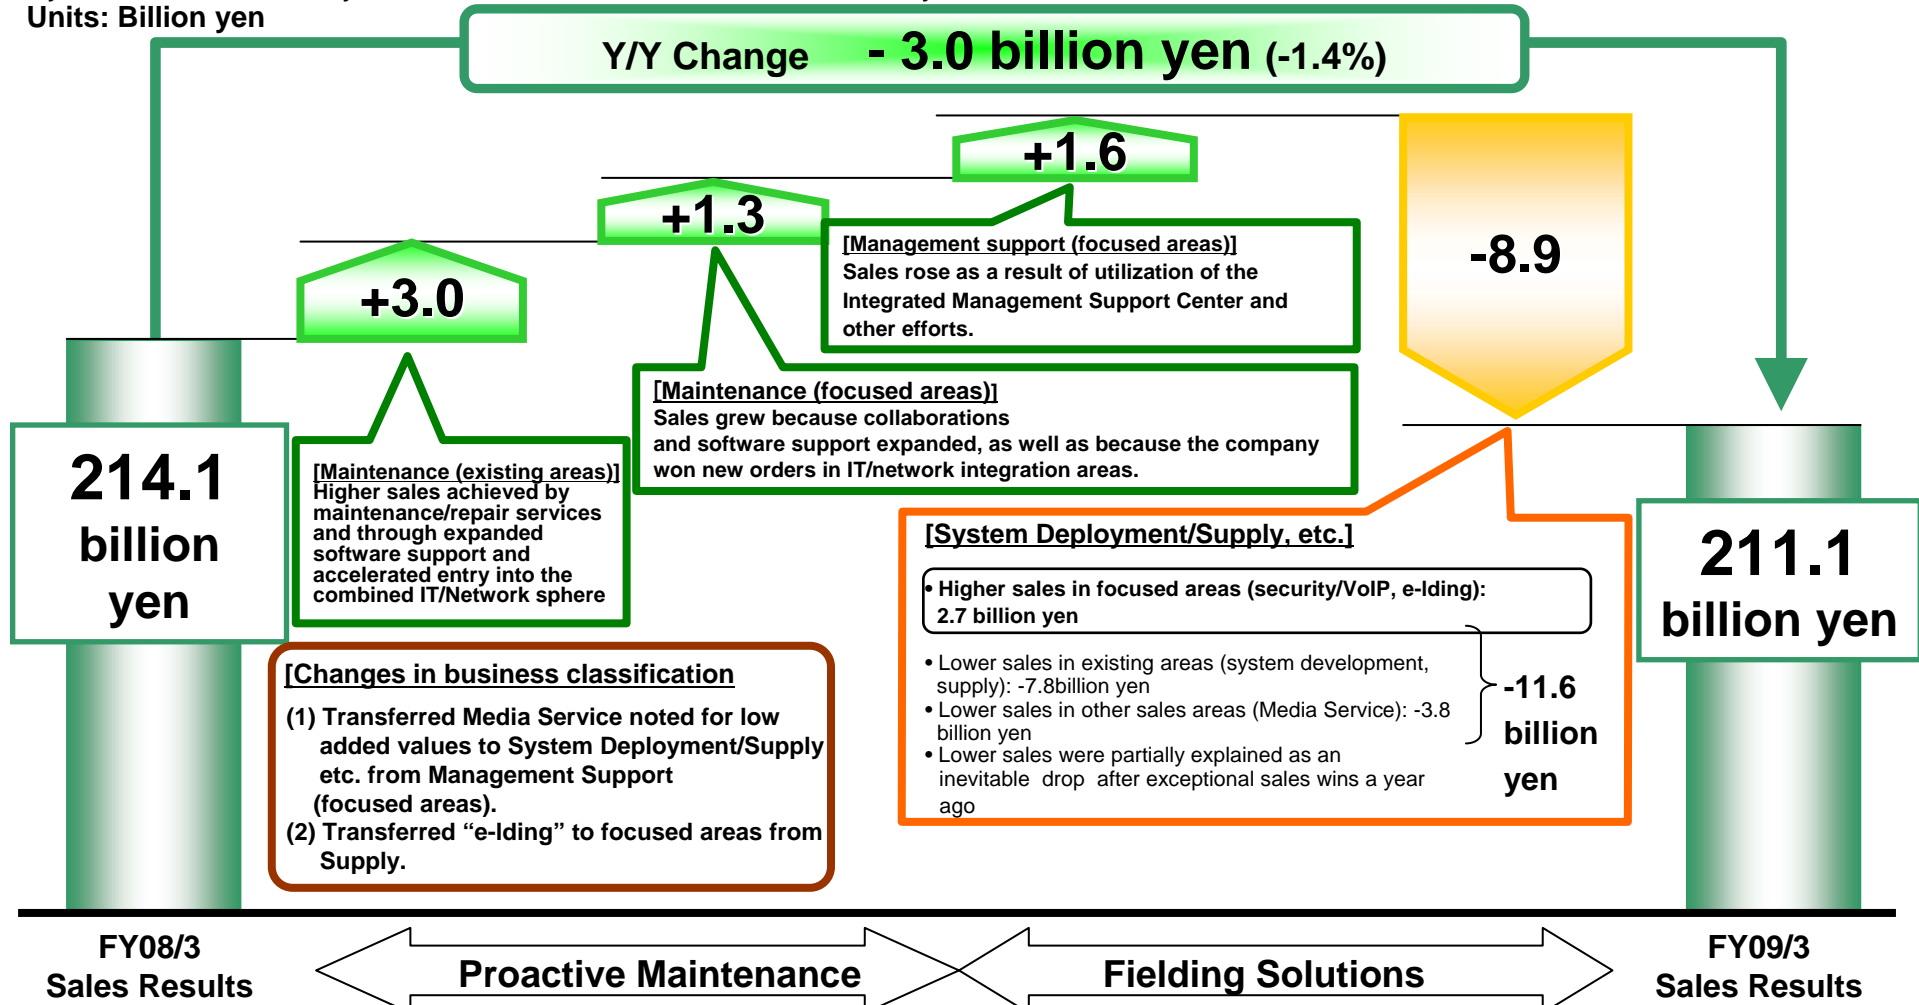 Units: Billion yen
Y/Y Change - 3.0 billion yen (-1.4%)
+1.6
+1.3
+3.0
-8.9
[Management support (focused areas)]
Sales rose as a result of utilization of the
Integrated Management Support Center and
other efforts.
[Maintenance (focused areas)]
Sales grew because collaborations
and software support expanded, as well as because the company
won new orders in IT/network integration areas.
[Maintenance (existing areas)]
Higher sales achieved by
maintenance/repair services
and through expanded
software support and
accelerated entry into the
combined IT/Network sphere
214.1
billion
yen
[System Deployment/Supply, etc.]
• Higher sales in focused areas (security/VoIP, e-lding):
2.7 billion yen
• Lower sales in existing areas (system development,
supply): -7.8billion yen
• Lower sales in other sales areas (Media Service): -3.8
billion yen
• Lower sales were partially explained as an
inevitable drop after exceptional sales wins a year
ago
-11.6
billion
yen
211.1
billion yen
[Changes in business classification
(1) Transferred Media Service noted for low
added values to System Deployment/Supply
etc. from Management Support
(focused areas).
(2) Transferred “e-lding” to focused areas from
Supply.
FY08/3
Sales Results
Proactive Maintenance
Fielding Solutions
FY09/3
Sales Results